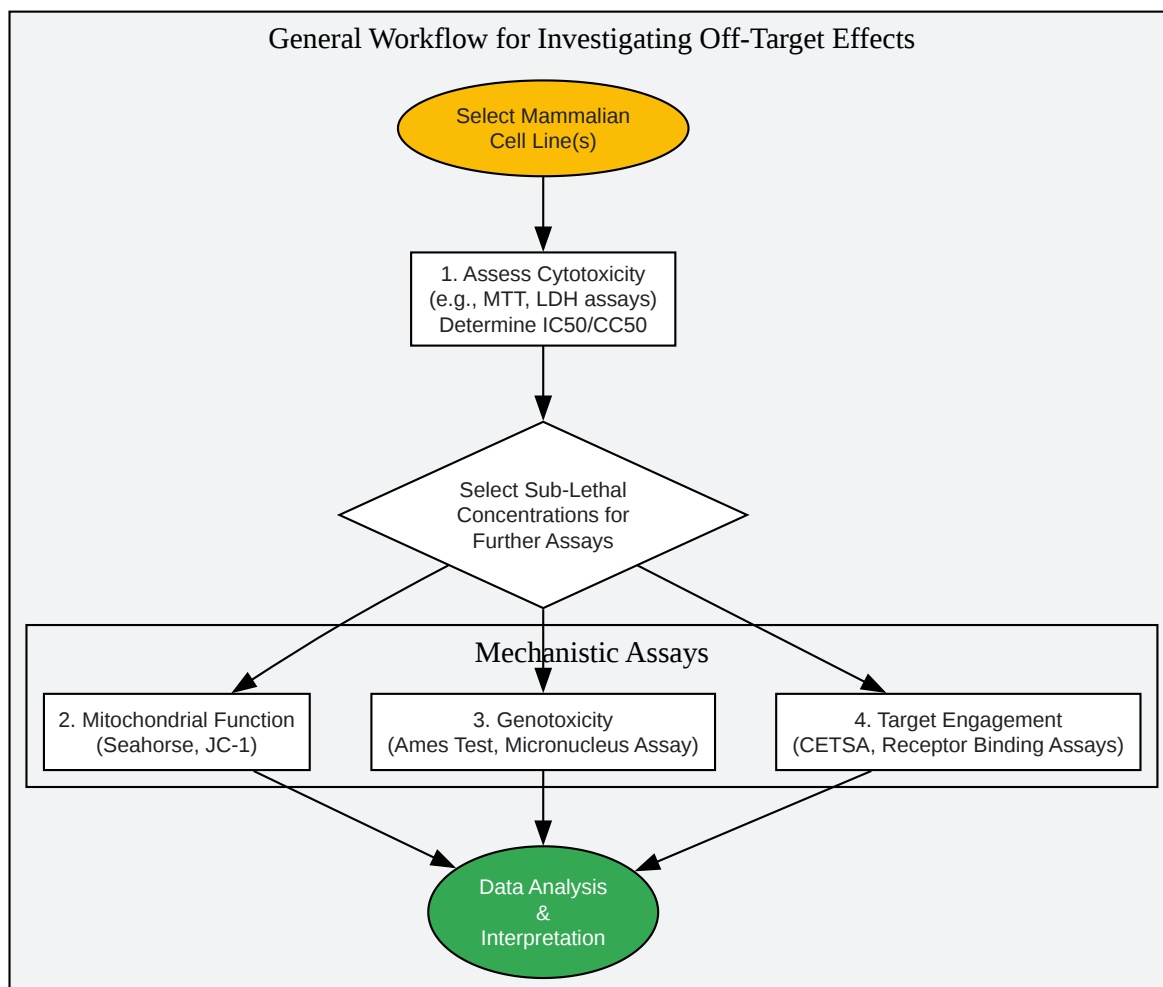 General Workflow for Investigating Off-Target Effects
Select Mammalian
Cell Line(s)
1. Assess Cytotoxicity
(e.g., MTT, LDH assays)
Determine IC50/CC50
Select Sub-Lethal
Concentrations for
Further Assays
Mechanistic Assays
2. Mitochondrial Function
(Seahorse, JC-1)
3. Genotoxicity
(Ames Test, Micronucleus Assay)
4. Target Engagement
(CETSA, Receptor Binding Assays)
Data Analysis
&
Interpretation